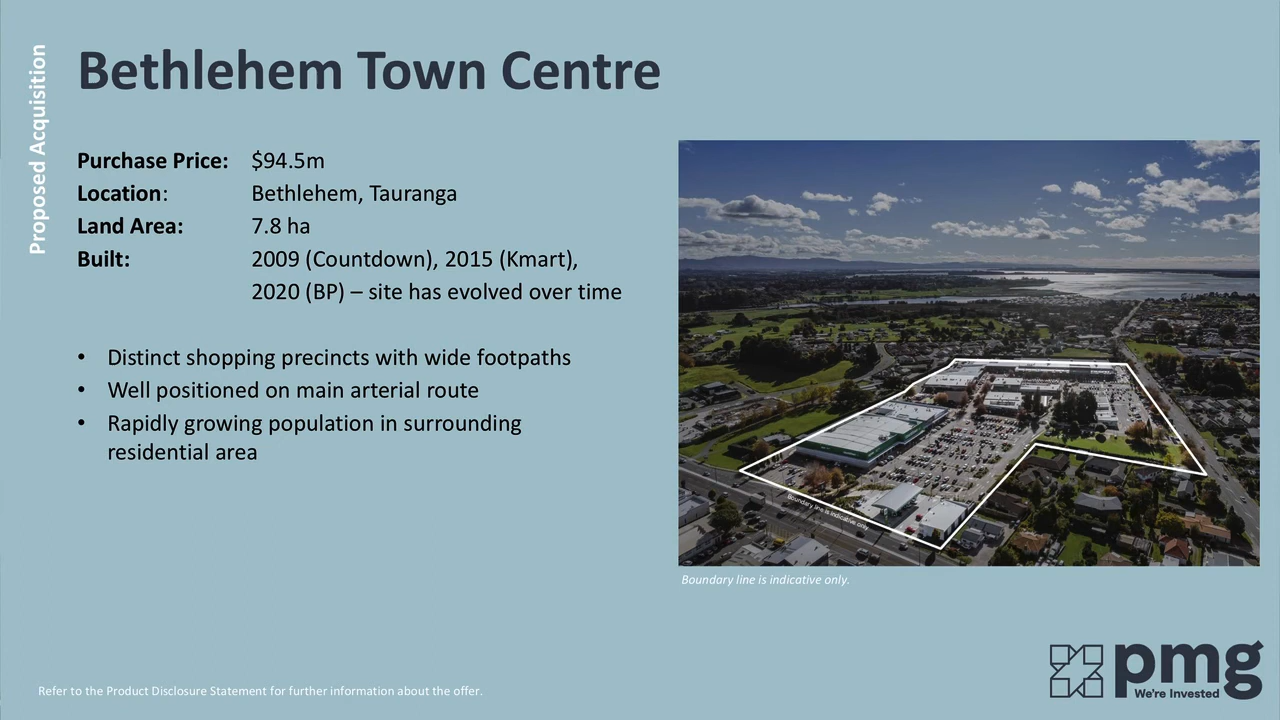 Proposed Acquisition
Bethlehem Town Centre
Purchase Price: $94.5m
Location: Bethlehem, Tauranga
Land Area: 7.8 ha
Built: 2009 (Countdown), 2015 (Kmart),
2020 (BP) – site has evolved over time
• Distinct shopping precincts with wide footpaths
• Well positioned on main arterial route
• Rapidly growing population in surrounding
residential area
Boundary line is indicative only
Boundary line is indicative only.
Refer to the Product Disclosure Statement for further information about the offer.
pmg
We're Invested